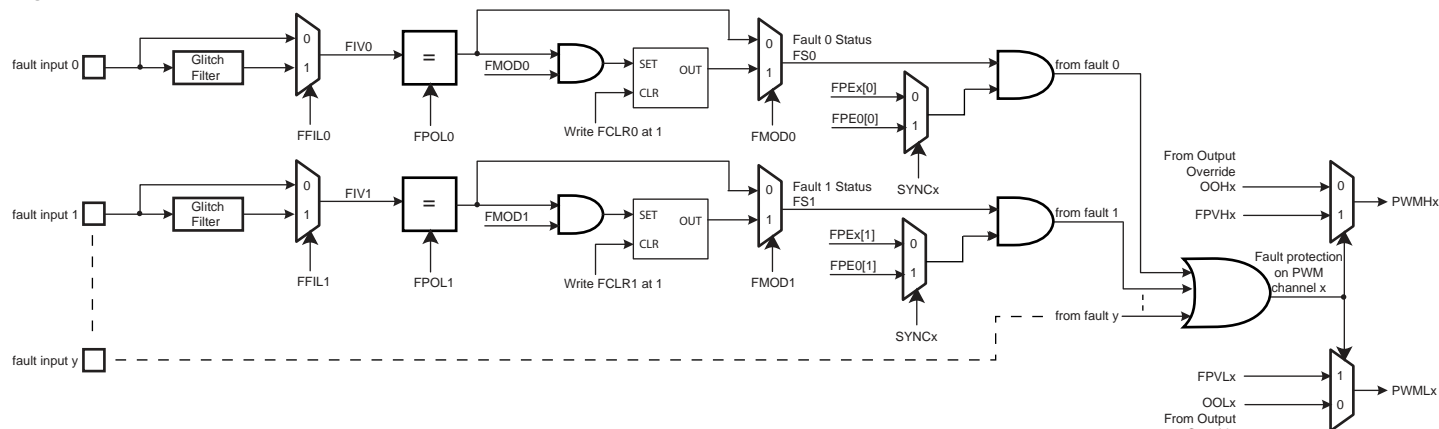 fault input 0
Glitch
Filter
0
1
FFIL0
FIV0
=
FPOL0
FMOD0
SET
OUT
CLR
Write FCLR0 at 1
0
1
FMOD0
Fault 0 Status
FS0
FPEx[0]
FPE0[0]
0
1
SYNCx
from fault 0
fault input 1
Glitch
Filter
0
1
FFIL1
FIV1
=
FPOL1
FMOD1
SET
OUT
CLR
Write FCLR1 at 1
0
1
FMOD1
Fault 1 Status
FS1
FPEx[1]
FPE0[1]
0
1
SYNCx
from fault 1
fault input y
from fault y
Fault protection
on PWM
channel x
From Output
Override
OOHx
FPVHx
0
1
PWMHx
FPVLx
OOLx
From Output
1
0
PWMLx